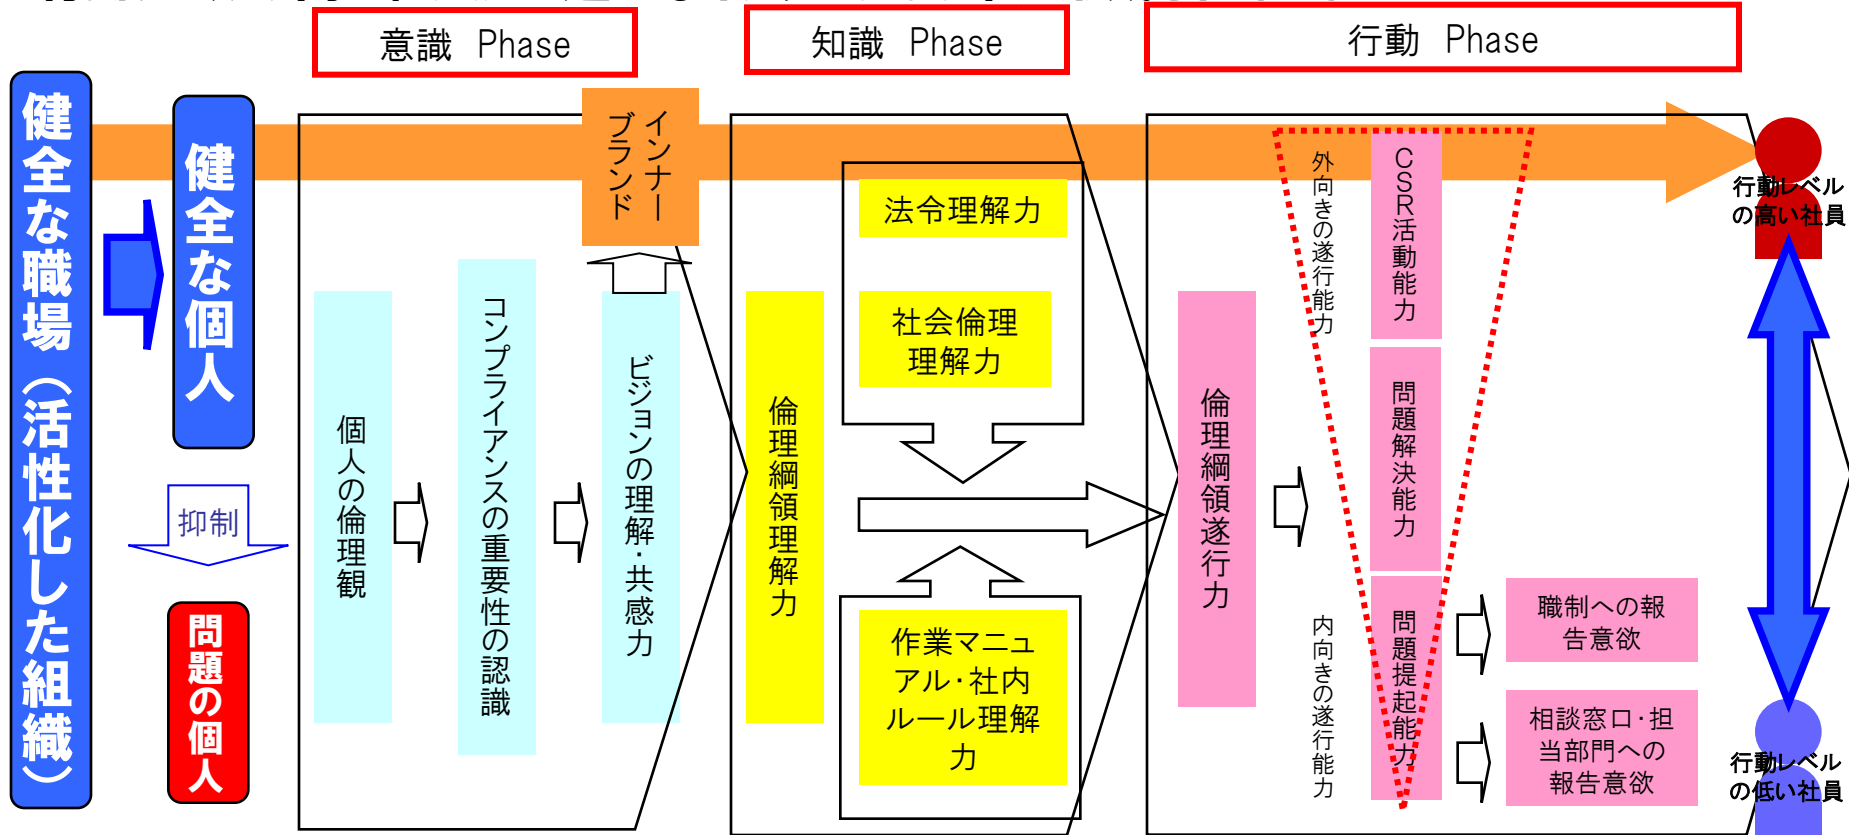 意識 Phase
知識 Phase
行動 Phase
健全な職場（活性化した組織）
健全な個人
抑制
問題の個人
個人の倫理観
コンプライアンスの重要性の認識
ビジョンの理解・共感力
インナー
ブランド
倫理綱領理解力
法令理解力
社会倫理
理解力
作業マニュ
アル・社内
ルール理解
力
倫理綱領遂行力
外向きの遂行能力
内向きの遂行能力
CSR活動能力
問題解決能力
問題提起能力
職制への報
告意欲
相談窓口・担
当部門への
報告意欲
行動レベル
の高い社員
行動レベル
の低い社員